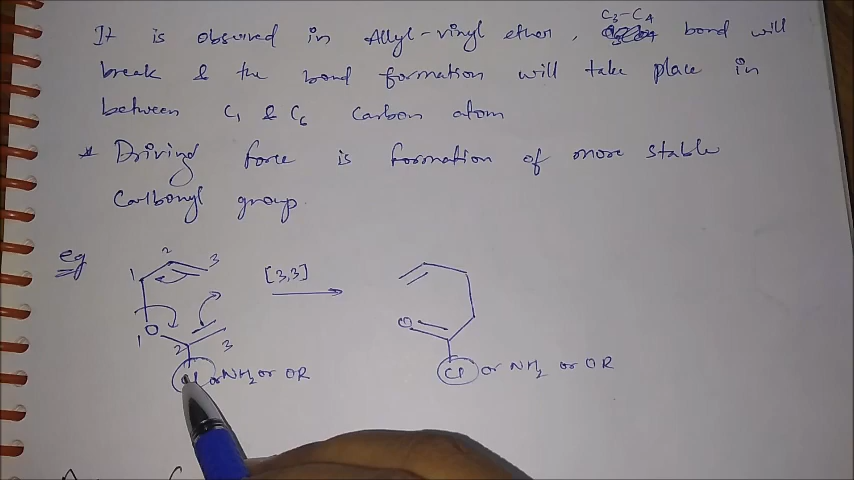 C3-C4
It is observed in Allyl-vinyl ether, bond will
break & the bond formation will take place in
between C1 & C6 Carbon atom
* Driving force is formation of more stable
Carbonyl group.
eg
1 2 3 [3,3]
O O
1 2 3
Cl or NH2 or OR Cl or NH2 or OR